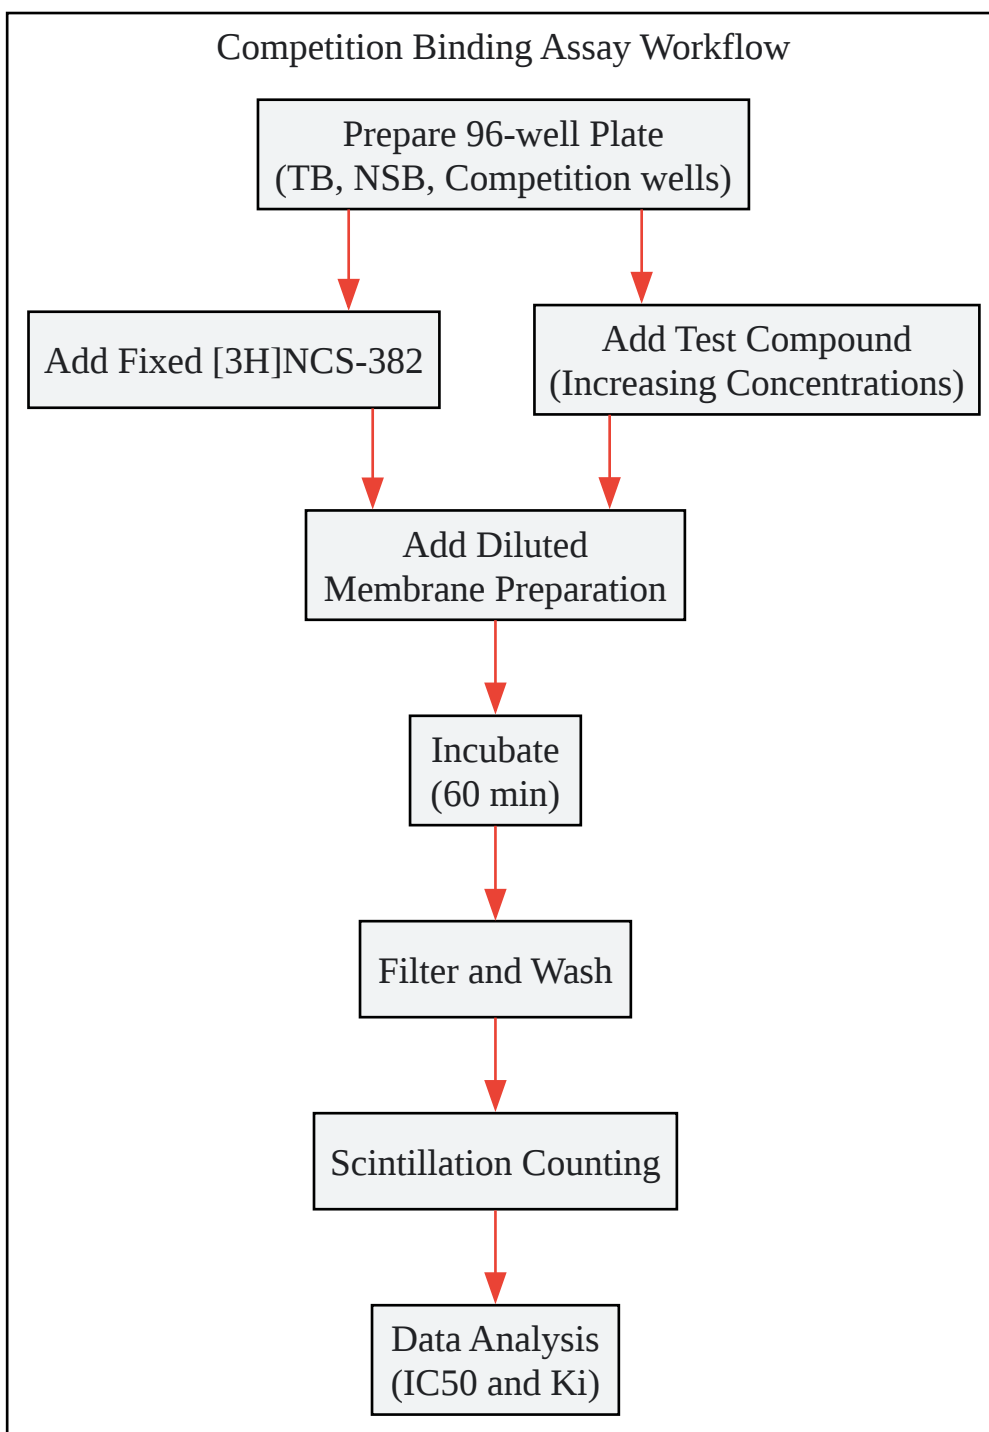 Competition Binding Assay Workflow
Prepare 96-well Plate
(TB, NSB, Competition wells)
Add Fixed [3H]NCS-382
Add Test Compound
(Increasing Concentrations)
Add Diluted
Membrane Preparation
Incubate
(60 min)
Filter and Wash
Scintillation Counting
Data Analysis
(IC50 and Ki)